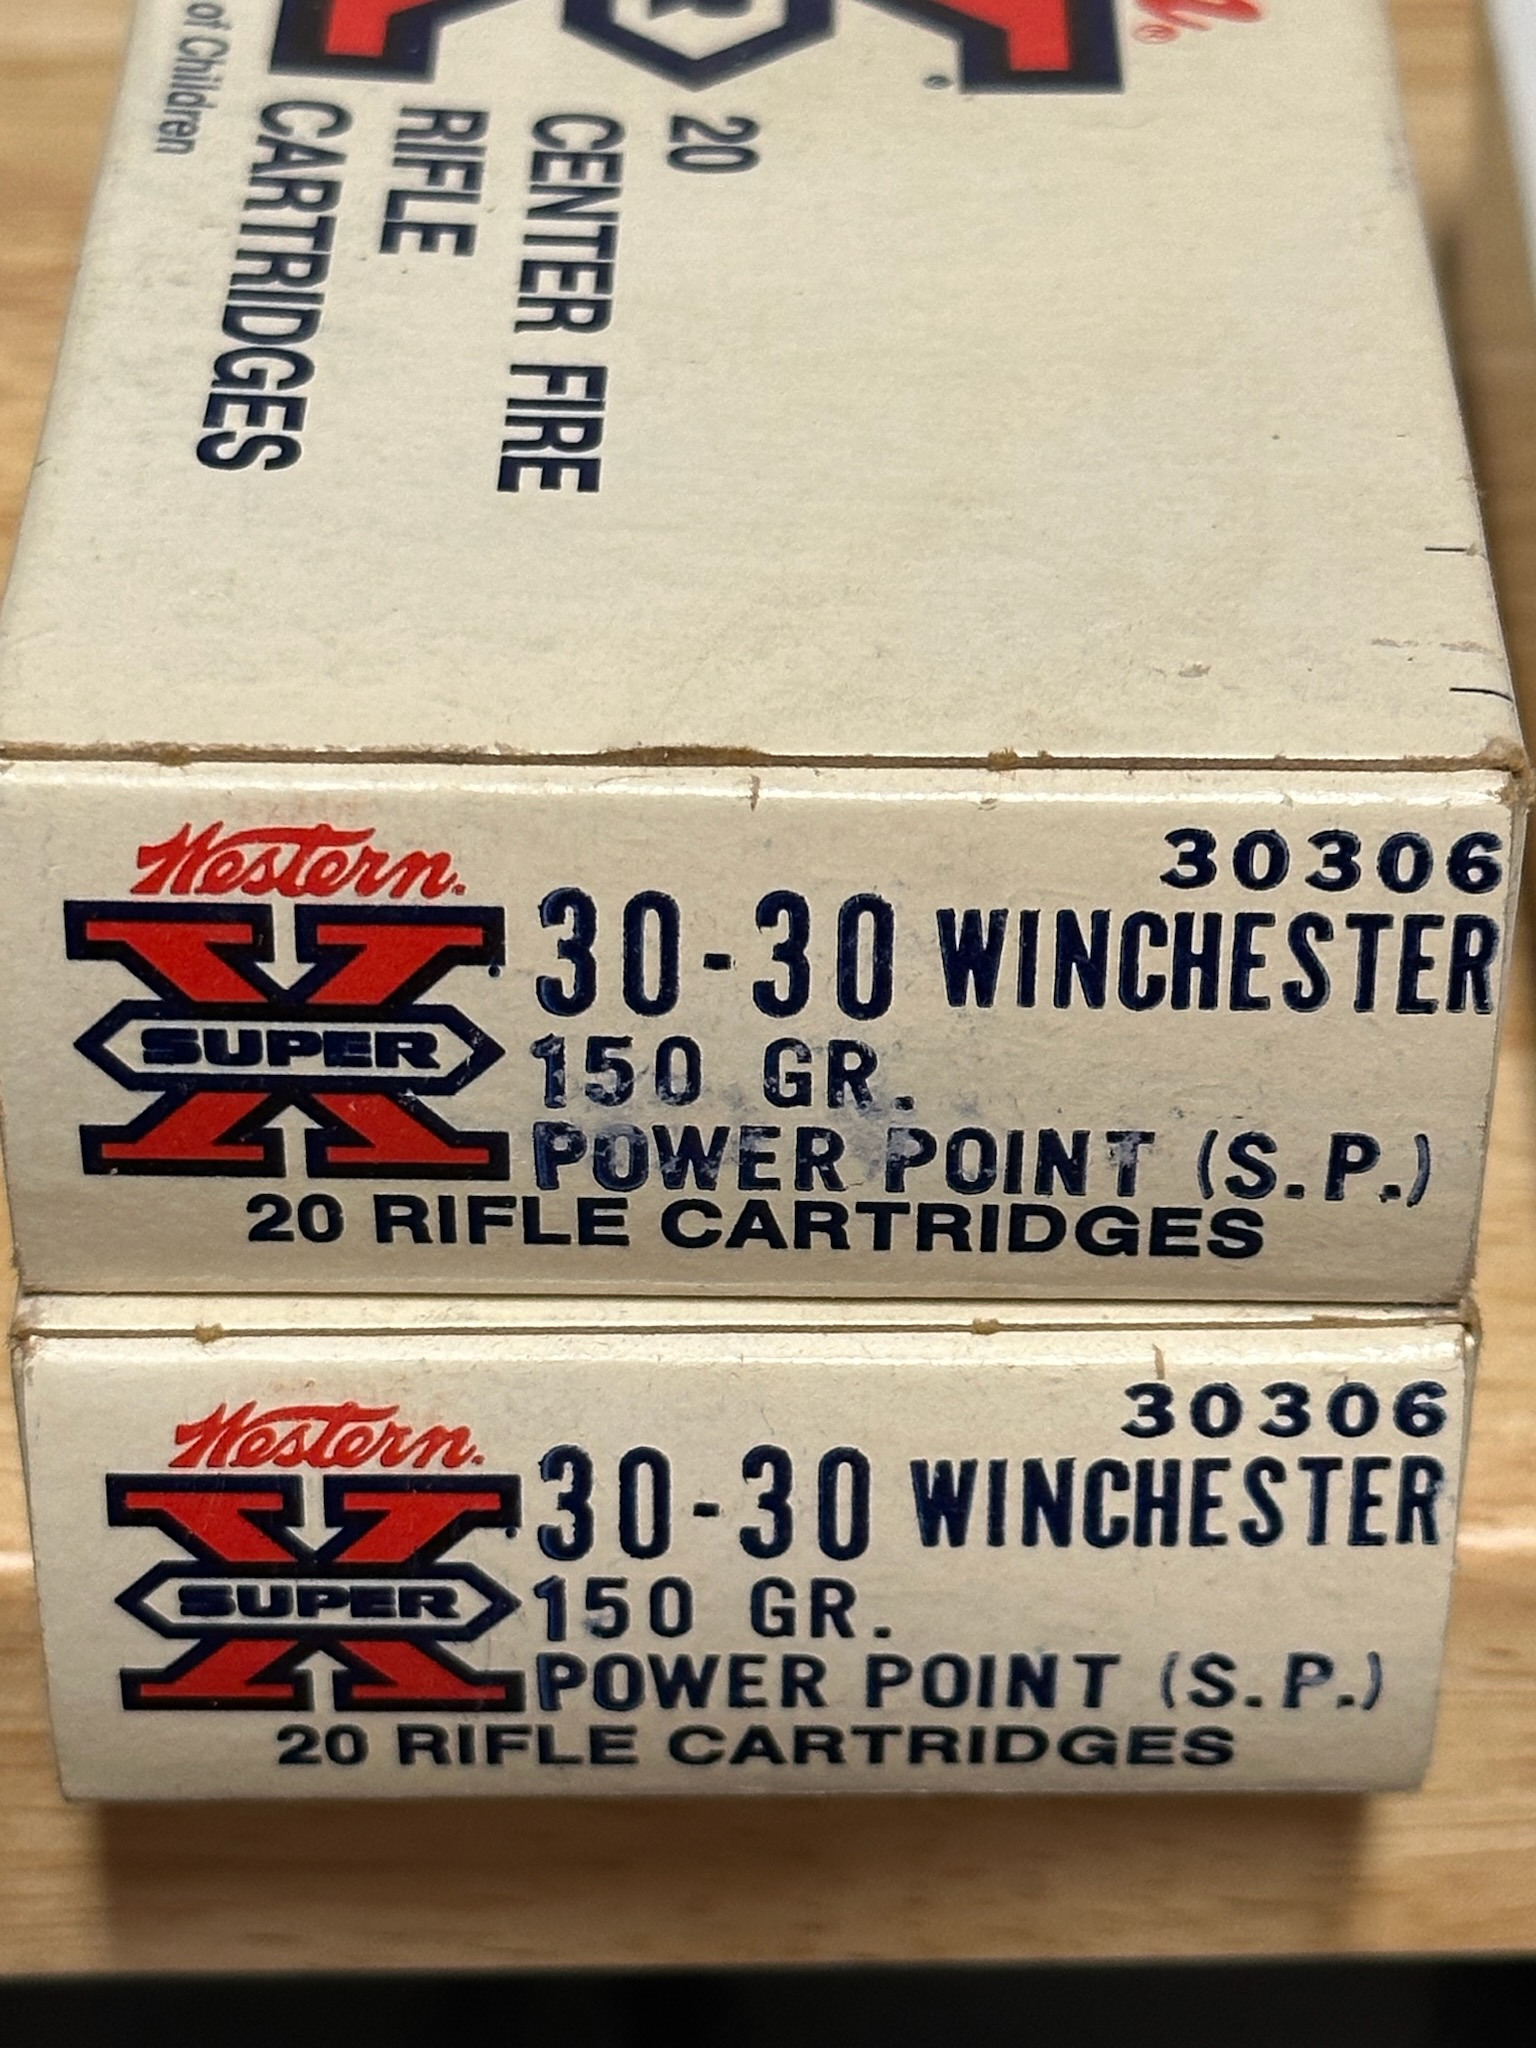 of Children
20
CENTER FIRE
RIFLE
CARTRIDGES
Western.
SUPER X
30306
30-30 WINCHESTER
150 GR.
POWER POINT (S.P.)
20 RIFLE CARTRIDGES
Western.
SUPER X
30306
30-30 WINCHESTER
150 GR.
POWER POINT (S.P.)
20 RIFLE CARTRIDGES